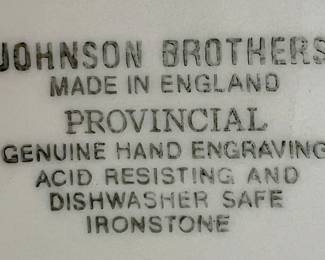 JOHNSON BROTHERS
MADE IN ENGLAND
PROVINCIAL
GENUINE HAND ENGRAVING
ACID RESISTING AND
DISHWASHER SAFE
IRONSTONE